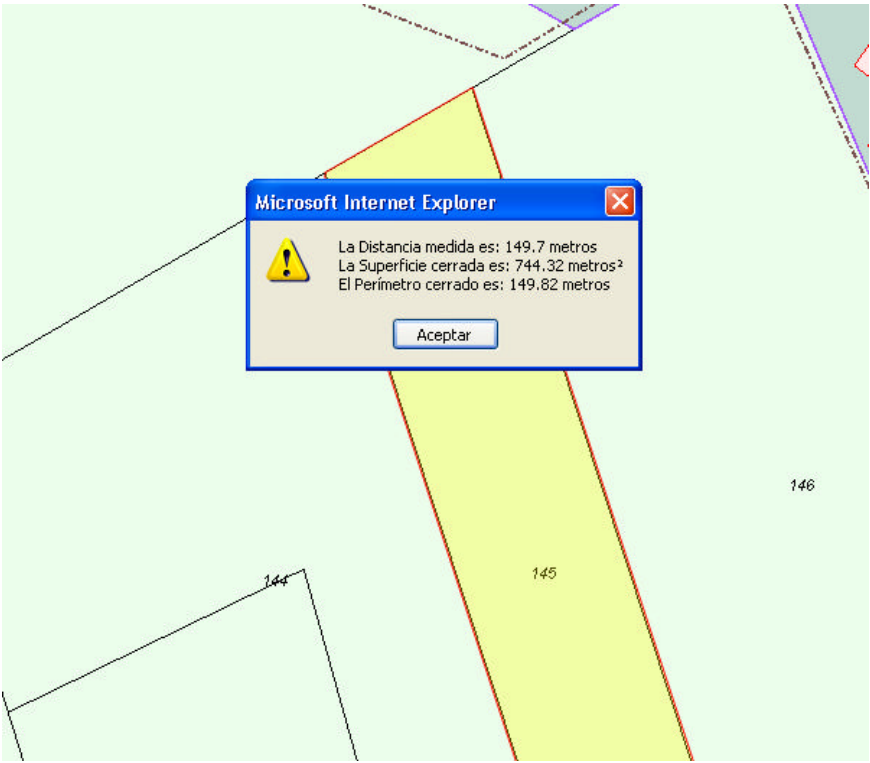 Microsoft Internet Explorer
La Distancia medida es: 149.7 metros
La Superficie cerrada es: 744.32 metros²
El Perímetro cerrado es: 149.82 metros
Aceptar
146
145
144